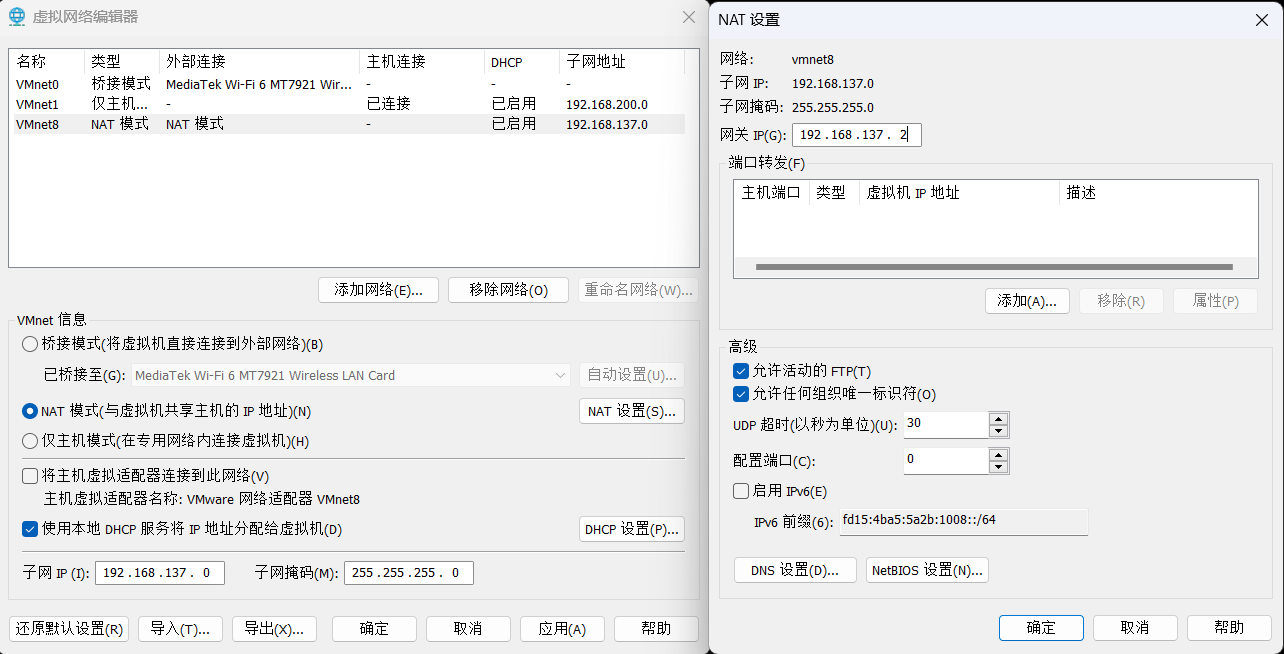 虚拟网络编辑器
名称 类型 外部连接 主机连接 DHCP 子网地址
VMnet0 桥接模式 MediaTek Wi-Fi 6 MT7921 Wir... - - -
VMnet1 仅主机... - 已连接 已启用 192.168.200.0
VMnet8 NAT 模式 NAT 模式 - 已启用 192.168.137.0
添加网络(E)... 移除网络(O) 重命名网络(W)...
VMnet 信息
桥接模式(将虚拟机直接连接到外部网络)(B)
已桥接至(G): MediaTek Wi-Fi 6 MT7921 Wireless LAN Card 自动设置(U)...
NAT 模式(与虚拟机共享主机的 IP 地址)(N) NAT 设置(S)...
仅主机模式(在专用网络内连接虚拟机)(H)
将主机虚拟适配器连接到此网络(V)
主机虚拟适配器名称: VMware 网络适配器 VMnet8
使用本地 DHCP 服务将 IP 地址分配给虚拟机(D) DHCP 设置(P)...
子网 IP (I): 192 . 168 . 137 . 0 子网掩码(M): 255 . 255 . 255 . 0
还原默认设置(R) 导入(T)... 导出(X)... 确定 取消 应用(A) 帮助
NAT 设置
网络: vmnet8
子网 IP: 192.168.137.0
子网掩码: 255.255.255.0
网关 IP(G): 192 . 168 . 137 . 2
端口转发(F)
主机端口 类型 虚拟机 IP 地址 描述
添加(A)... 移除(R) 属性(P)
高级
允许活动的 FTP(T)
允许任何组织唯一标识符(O)
UDP 超时(以秒为单位)(U): 30
配置端口(C): 0
启用 IPv6(E)
IPv6 前缀(6): fd15:4ba5:5a2b:1008::/64
DNS 设置(D)... NetBIOS 设置(N)...
确定 取消 帮助